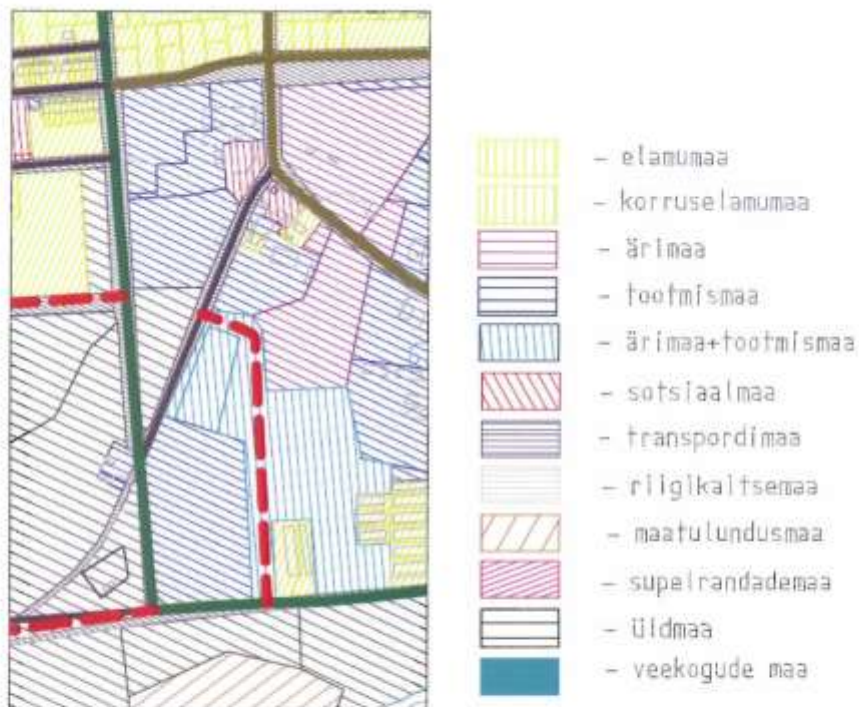 - elamumaa
- korruselamumaa
- ärimaa
- tootmismaa
- ärimaa+tootmismaa
- sotsiaalmaa
- transpordimaa
- riigikaitsemaa
- maatulundusmaa
- supelrandademaa
- üldmaa
- veekogude maa